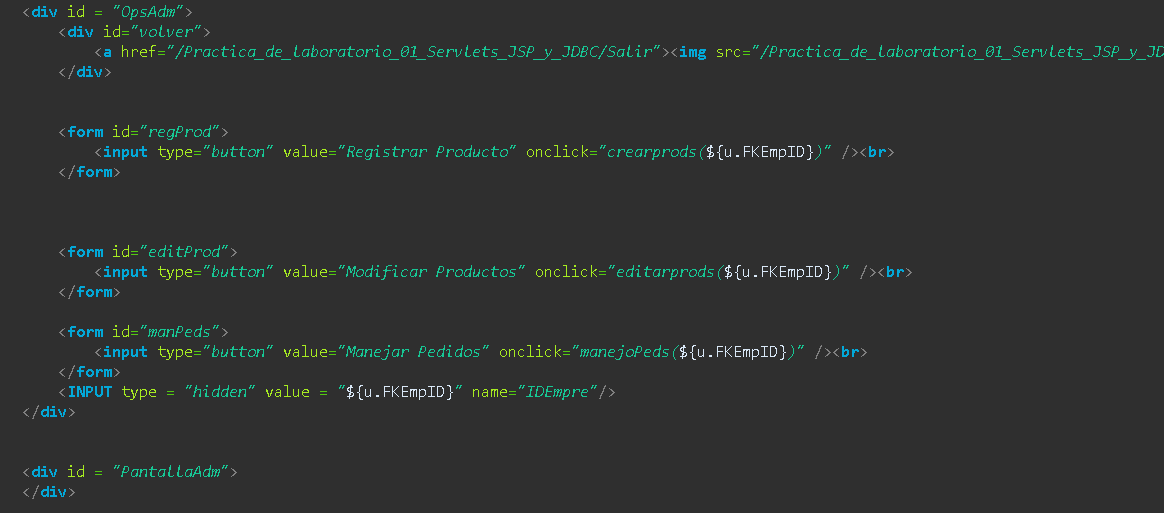 <div id = "OpsAdm">
<div id="volver">
<a href="/Practica_de_laboratorio_01_Servlets_JSP_y_JDBC/Salir"><img src="/Practica_de_laboratorio_01_Servlets_JSP_y_JD
</div>
<form id="regProd">
<input type="button" value="Registrar Producto" onclick="crearprods(${u.FKEmpID})" /><br>
</form>
<form id="editProd">
<input type="button" value="Modificar Productos" onclick="editarprods(${u.FKEmpID})" /><br>
</form>
<form id="manPeds">
<input type="button" value="Manejar Pedidos" onclick="manejoPeds(${u.FKEmpID})" /><br>
</form>
<INPUT type = "hidden" value = "${u.FKEmpID}" name="IDEmpre"/>
</div>
<div id = "PantallaAdm">
</div>